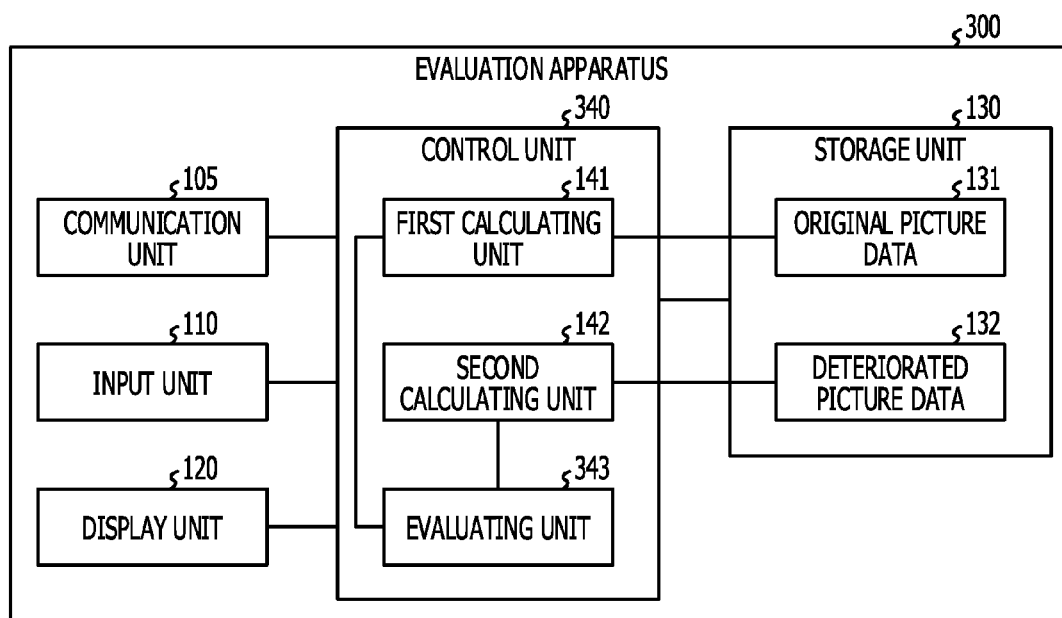 300
EVALUATION APPARATUS
340
CONTROL UNIT
130
STORAGE UNIT
105
COMMUNICATION
UNIT
141
FIRST CALCULATING
UNIT
131
ORIGINAL PICTURE
DATA
110
INPUT UNIT
142
SECOND
CALCULATING UNIT
132
DETERIORATED
PICTURE DATA
120
DISPLAY UNIT
343
EVALUATING UNIT